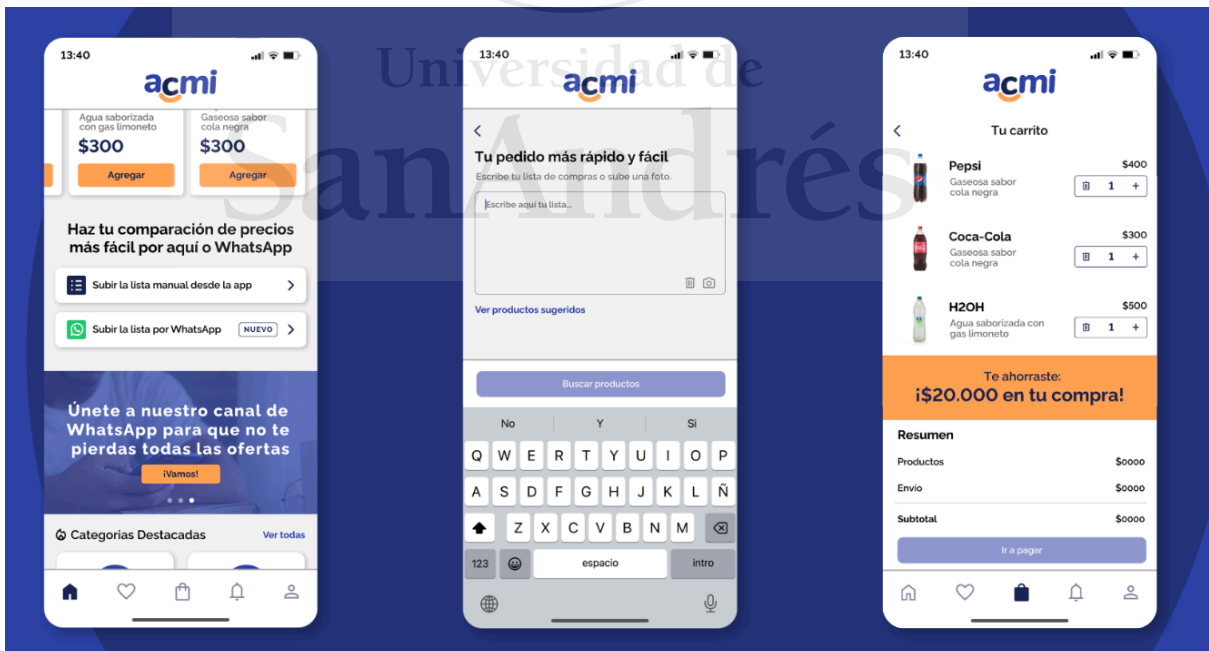 Universidad de
SanAndrés
13:40
acmi
Agua saborizada
con gas limoneto
$300
Agregar
Gaseosa sabor
cola negra
$300
Agregar
Haz tu comparación de precios
más fácil por aquí o WhatsApp
Subir la lista manual desde la app
Subir la lista por WhatsApp NUEVO
Únete a nuestro canal de
WhatsApp para que no te
pierdas todas las ofertas
¡Vamos!
Categorias Destacadas Ver todas
13:40
acmi
Tu pedido más rápido y fácil
Escribe tu lista de compras o sube una foto.
Escribe aquí tu lista...
Ver productos sugeridos
Buscar productos
No Y Si
Q W E R T Y U I O P
A S D F G H J K L Ñ
Z X C V B N M
123 espacio intro
13:40
acmi
Tu carrito
Pepsi $400
Gaseosa sabor
cola negra
1 +
Coca-Cola $300
Gaseosa sabor
cola negra
1 +
H2OH $500
Agua saborizada con
gas limoneto
1 +
Te ahorraste:
¡$20.000 en tu compra!
Resumen
Productos $0000
Envío $0000
Subtotal $0000
Ir a pagar